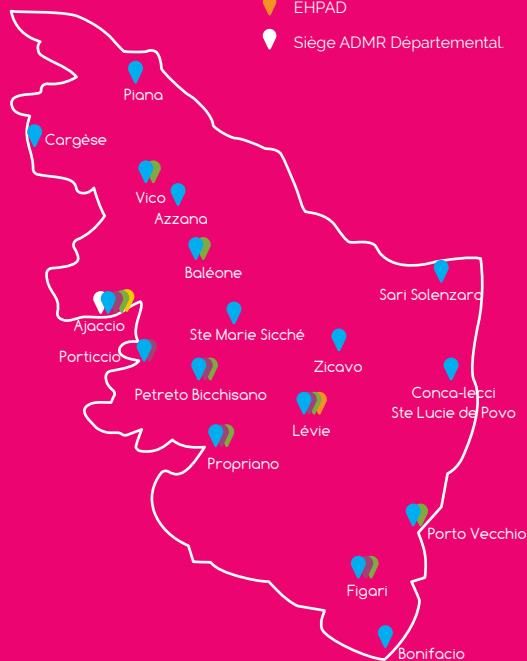 EHPAD
Siège ADMR Départemental
Piana
Cargèse
Vico
Azzana
Baléone
Sari Solenzara
Ajaccio
Ste Marie Sicché
Porticcio
Zicavo
Petreto Bicchisano
Conca-lecci
Ste Lucie de Povo
Lévie
Propriano
Porto Vecchio
Figari
Bonifacio